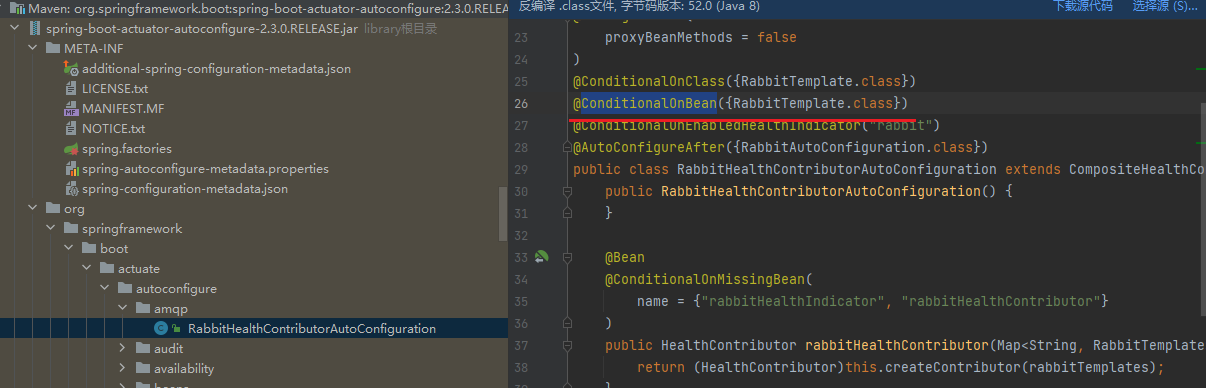 Maven: org.springframework.boot:spring-boot-actuator-autoconfigure:2.3.0.RELEASE
spring-boot-actuator-autoconfigure-2.3.0.RELEASE.jar library根目录
META-INF
additional-spring-configuration-metadata.json
LICENSE.txt
MANIFEST.MF
NOTICE.txt
spring.factories
spring-autoconfigure-metadata.properties
spring-configuration-metadata.json
org
springframework
boot
actuate
autoconfigure
amqp
RabbitHealthContributorAutoConfiguration
audit
availability
反编译 .class文件, 字节码版本: 52.0 (Java 8) 下载源代码 选择源 (S)...
23 proxyBeanMethods = false
24 )
25 @ConditionalOnClass({RabbitTemplate.class})
26 @ConditionalOnBean({RabbitTemplate.class})
27 @ConditionalOnEnabledHealthIndicator("rabbit")
28 @AutoConfigureAfter({RabbitAutoConfiguration.class})
29 public class RabbitHealthContributorAutoConfiguration extends CompositeHealthCo
30 public RabbitHealthContributorAutoConfiguration() {
31 }
32
33 @Bean
34 @ConditionalOnMissingBean(
35 name = {"rabbitHealthIndicator", "rabbitHealthContributor"}
36 )
37 public HealthContributor rabbitHealthContributor(Map<String, RabbitTemplate
38 return (HealthContributor)this.createContributor(rabbitTemplates);